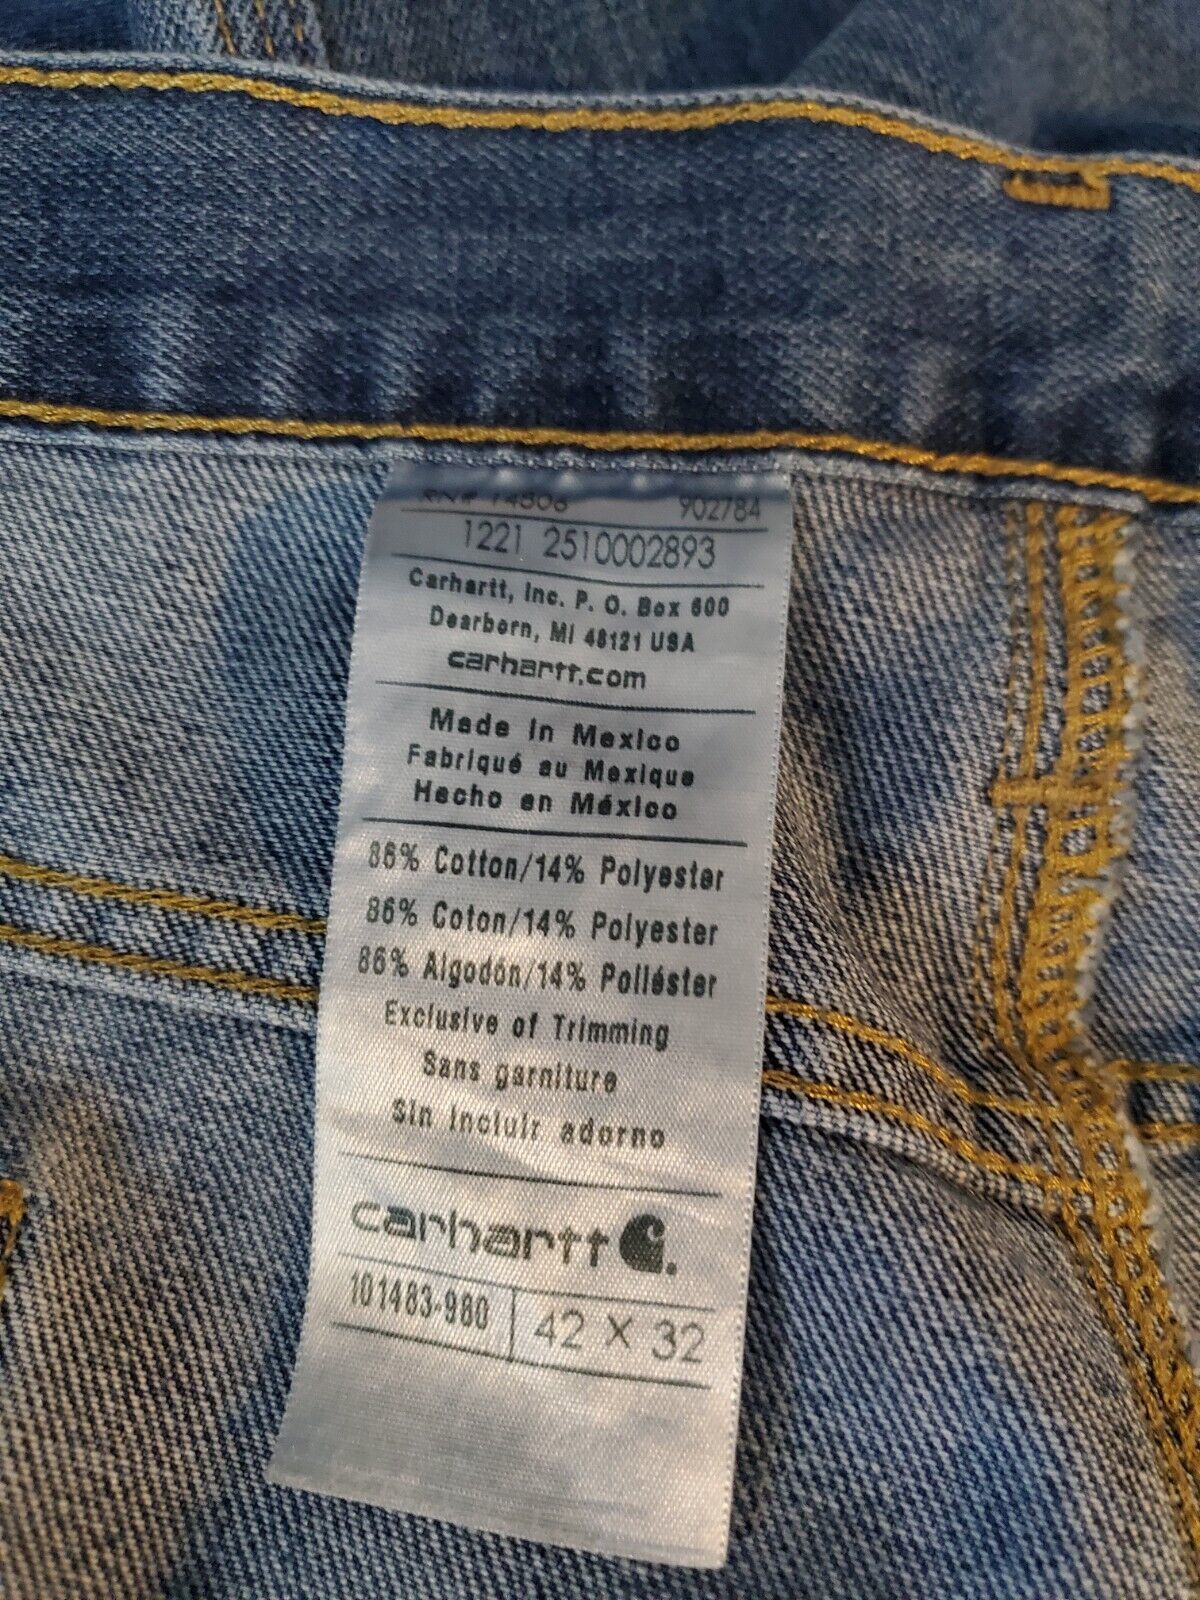 RN# 14806 902784
1221 2510002893
Carhartt, Inc. P. O. Box 600
Dearborn, MI 48121 USA
carhartt.com
Made in Mexico
Fabriqué au Mexique
Hecho en México
86% Cotton/14% Polyester
86% Coton/14% Polyester
86% Algodón/14% Poliéster
Exclusive of Trimming
Sans garniture
Sin incluir adorno
carhartt
101483-980 42 X 32